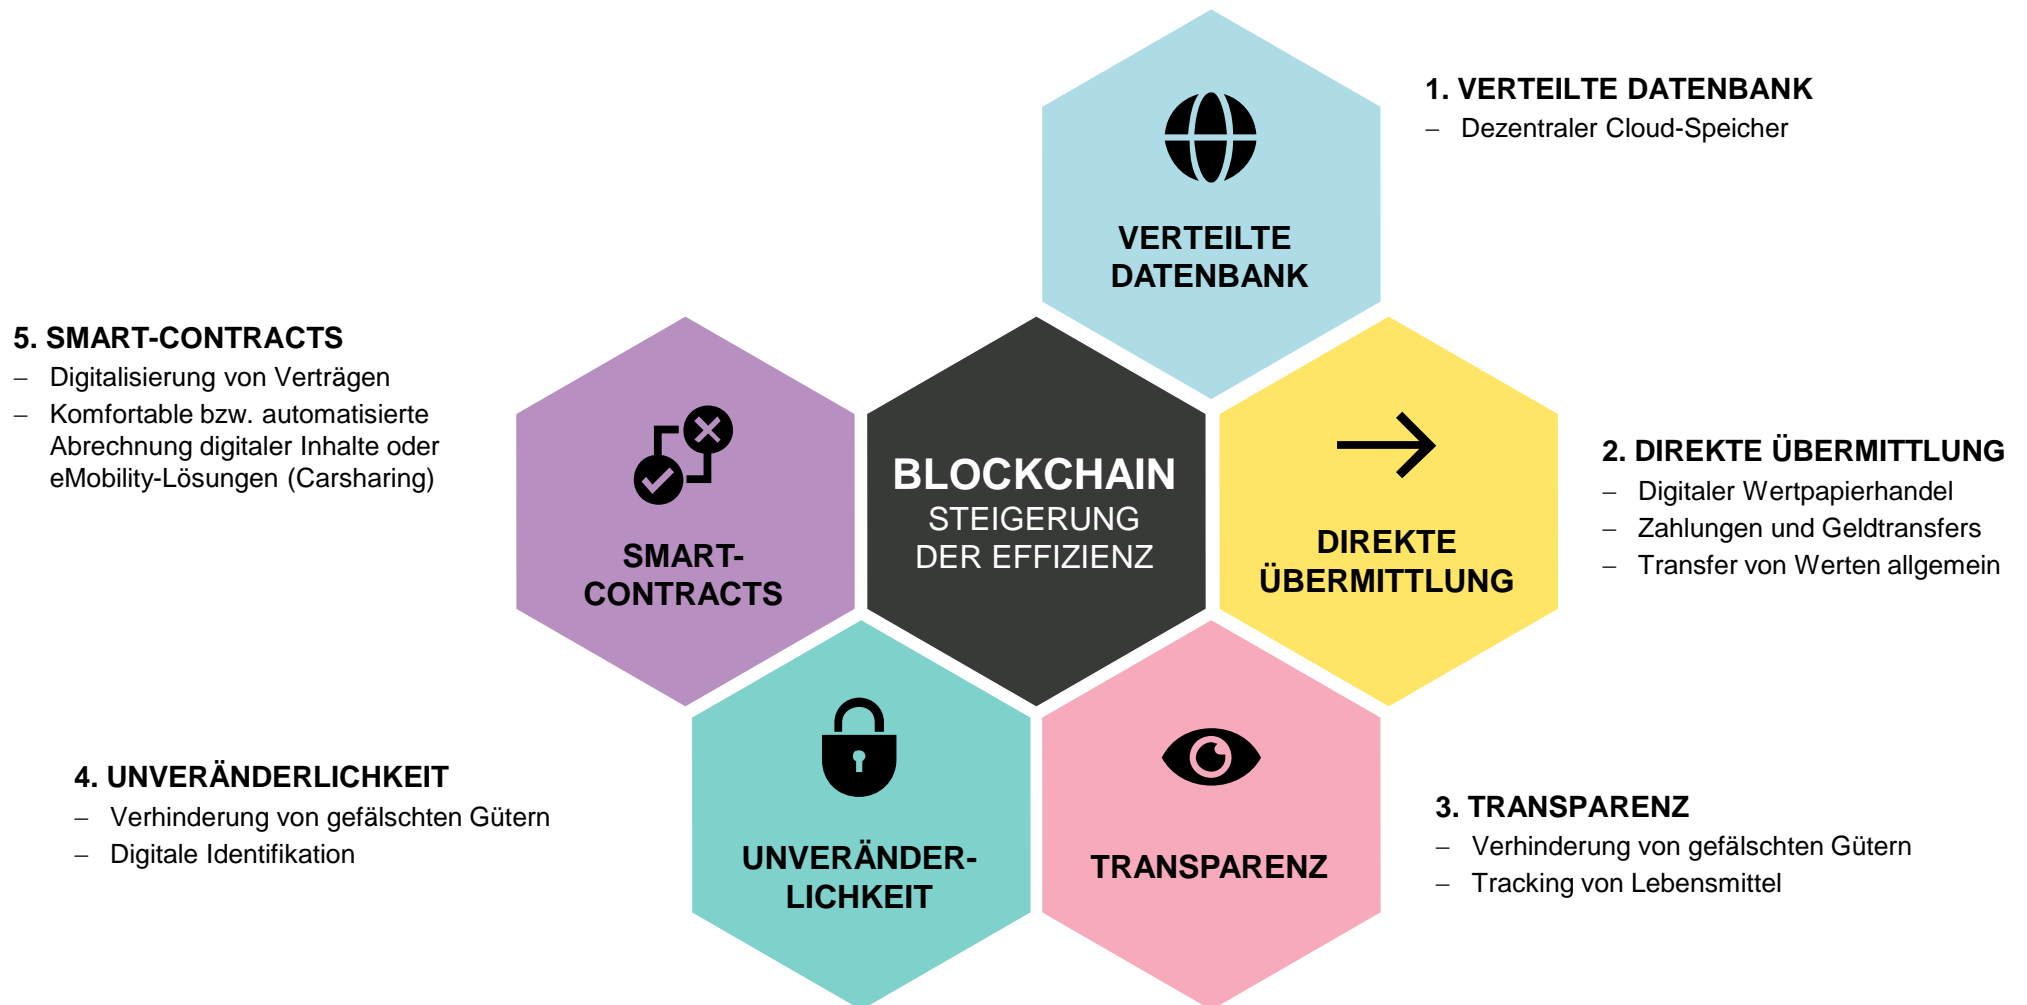 VERTEILTE
DATENBANK
1. VERTEILTE DATENBANK
– Dezentraler Cloud-Speicher
5. SMART-CONTRACTS
– Digitalisierung von Verträgen
– Komfortable bzw. automatisierte
Abrechnung digitaler Inhalte oder
eMobility-Lösungen (Carsharing)
SMART-
CONTRACTS
BLOCKCHAIN
STEIGERUNG
DER EFFIZIENZ
DIREKTE
ÜBERMITTLUNG
2. DIREKTE ÜBERMITTLUNG
– Digitaler Wertpapierhandel
– Zahlungen und Geldtransfers
– Transfer von Werten allgemein
4. UNVERÄNDERLICHKEIT
– Verhinderung von gefälschten Gütern
– Digitale Identifikation
UNVERÄNDER-
LICHKEIT
TRANSPARENZ
3. TRANSPARENZ
– Verhinderung von gefälschten Gütern
– Tracking von Lebensmittel